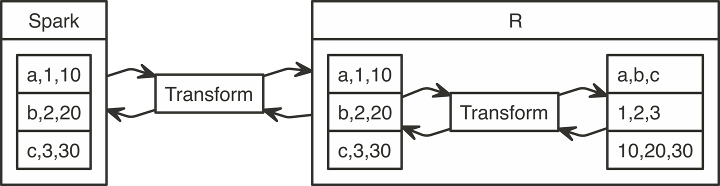 Spark
R
a,1,10
b,2,20
c,3,30
Transform
a,1,10
b,2,20
c,3,30
Transform
a,b,c
1,2,3
10,20,30